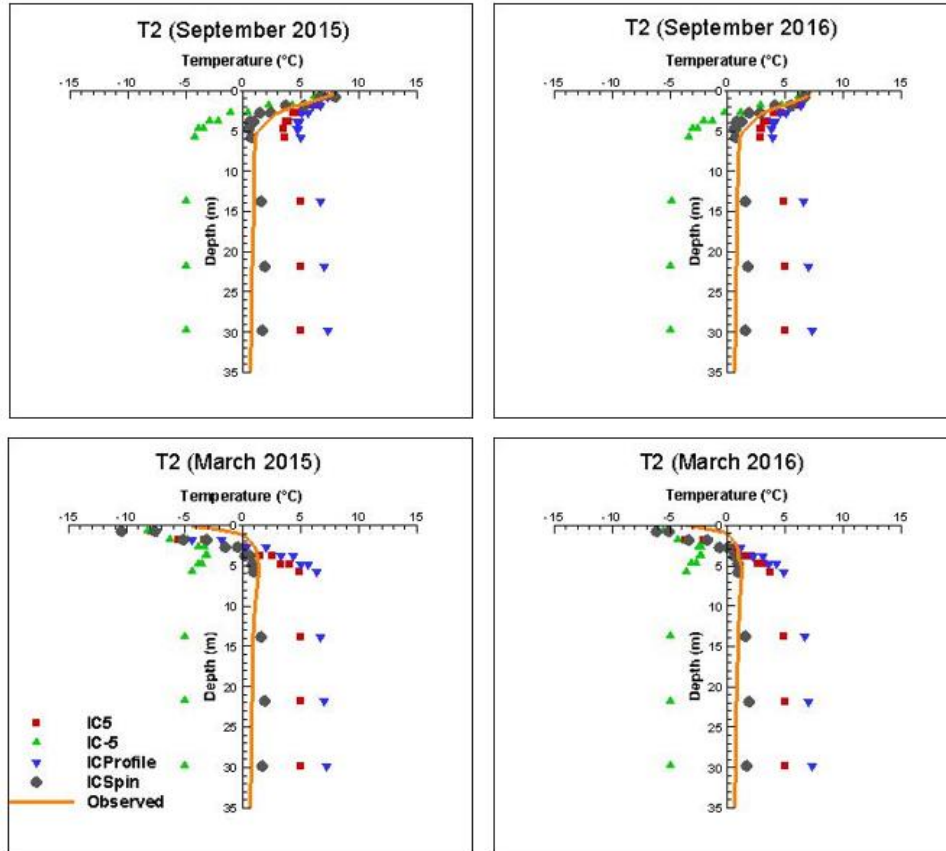 T2 (September 2015)
Temperature (°C)
-15 -10 -5 0 5 10 15
0
5
10
15
20
25
30
35
Depth (m)
T2 (September 2016)
Temperature (°C)
-15 -10 -5 0 5 10 15
0
5
10
15
20
25
30
35
Depth (m)
T2 (March 2015)
Temperature (°C)
-15 -10 -5 0 5 10 15
0
5
10
15
20
25
30
35
Depth (m)
IC5
IC-5
ICProfile
ICSpin
Observed
T2 (March 2016)
Temperature (°C)
-15 -10 -5 0 5 10 15
0
5
10
15
20
25
30
35
Depth (m)